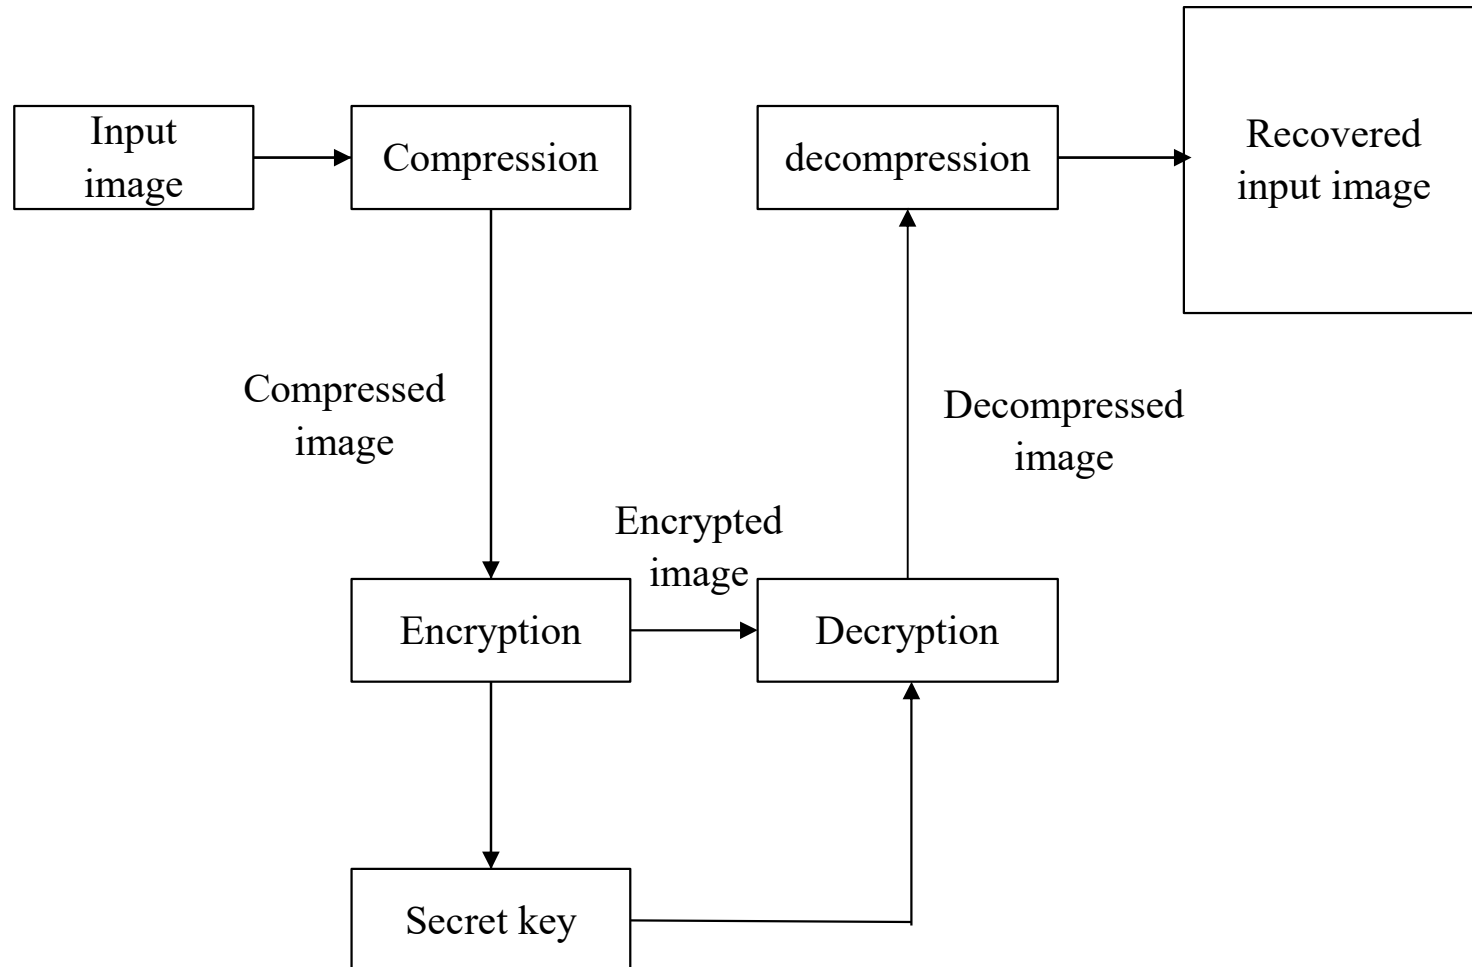 Input
image
Compression
decompression
Recovered
input image
Compressed
image
Decompressed
image
Encrypted
image
Encryption
Decryption
Secret key